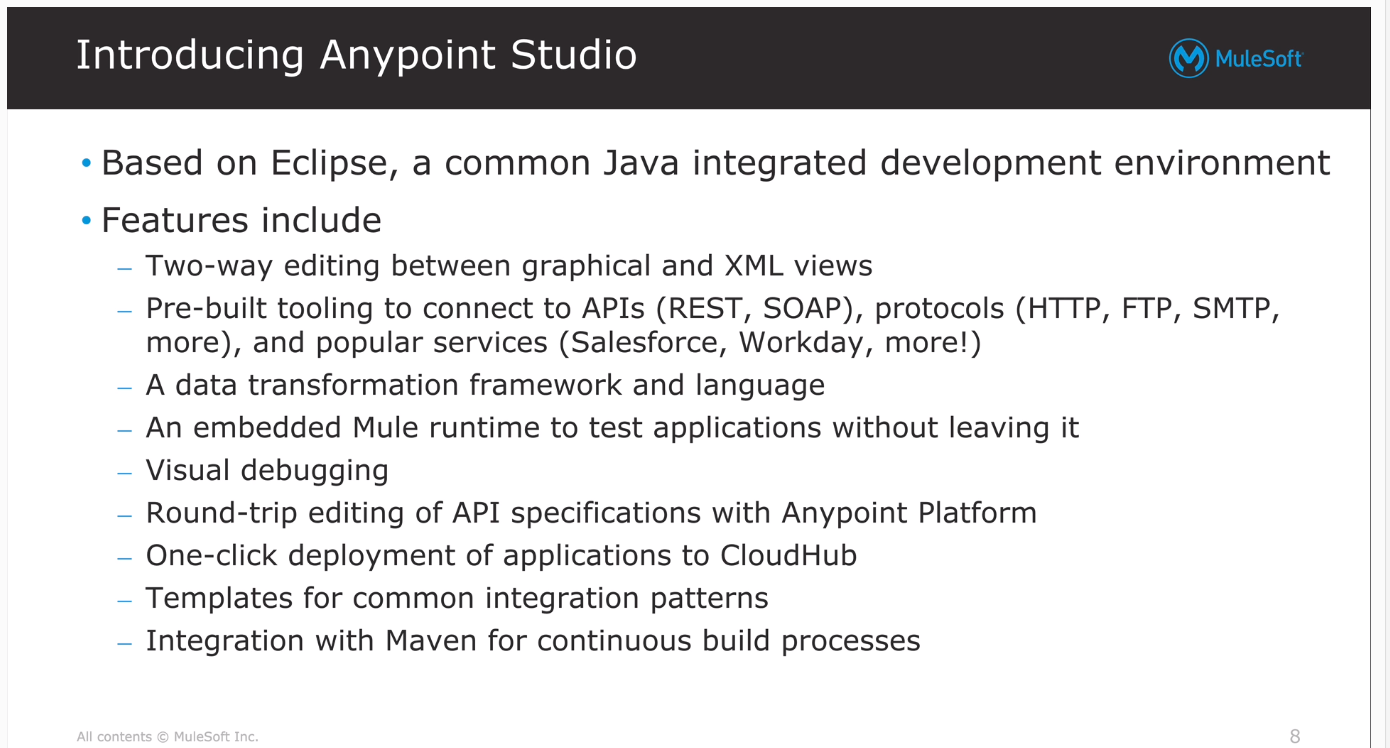 Introducing Anypoint Studio
MuleSoft
• Based on Eclipse, a common Java integrated development environment
• Features include
– Two-way editing between graphical and XML views
– Pre-built tooling to connect to APIs (REST, SOAP), protocols (HTTP, FTP, SMTP,
more), and popular services (Salesforce, Workday, more!)
– A data transformation framework and language
– An embedded Mule runtime to test applications without leaving it
– Visual debugging
– Round-trip editing of API specifications with Anypoint Platform
– One-click deployment of applications to CloudHub
– Templates for common integration patterns
– Integration with Maven for continuous build processes
All contents © MuleSoft Inc.
8